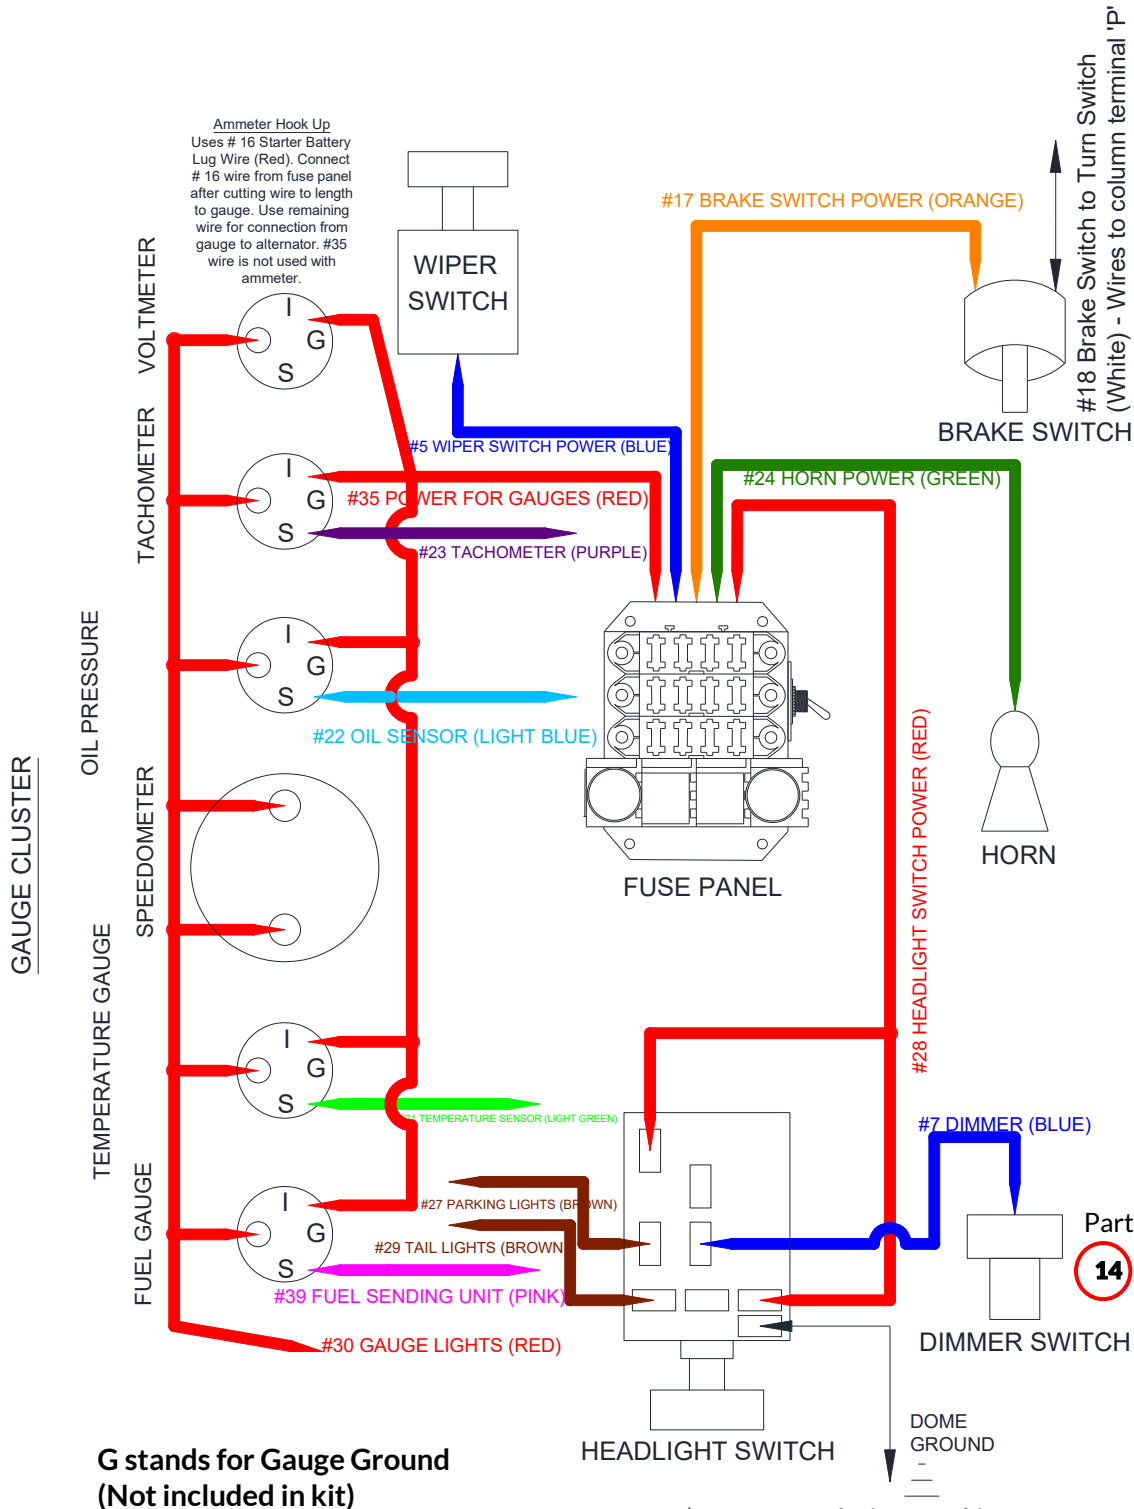 Ammeter Hook Up
Uses # 16 Starter Battery
Lug Wire (Red). Connect
# 16 wire from fuse panel
after cutting wire to length
to gauge. Use remaining
wire for connection from
gauge to alternator. #35
wire is not used with
ammeter.
WIPER
SWITCH
#17 BRAKE SWITCH POWER (ORANGE)
#18 Brake Switch to Turn Switch
(White) - Wires to column terminal 'P'
BRAKE SWITCH
VOLTMETER
I
G
S
#5 WIPER SWITCH POWER (BLUE)
#24 HORN POWER (GREEN)
TACHOMETER
I
G
S
#35 POWER FOR GAUGES (RED)
#23 TACHOMETER (PURPLE)
OIL PRESSURE
I
G
S
#22 OIL SENSOR (LIGHT BLUE)
GAUGE CLUSTER
SPEEDOMETER
FUSE PANEL
HORN
#28 HEADLIGHT SWITCH POWER (RED)
TEMPERATURE GAUGE
I
G
S
TEMPERATURE SENSOR (LIGHT GREEN)
#7 DIMMER (BLUE)
FUEL GAUGE
I
G
S
#27 PARKING LIGHTS (BROWN)
#29 TAIL LIGHTS (BROWN)
#39 FUEL SENDING UNIT (PINK)
#30 GAUGE LIGHTS (RED)
Part
14
DIMMER SWITCH
HEADLIGHT SWITCH
DOME
GROUND
G stands for Gauge Ground
(Not included in kit)